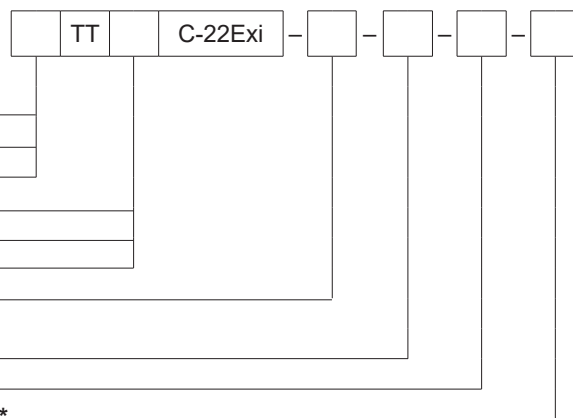 TT C-22Exi – – – –
*